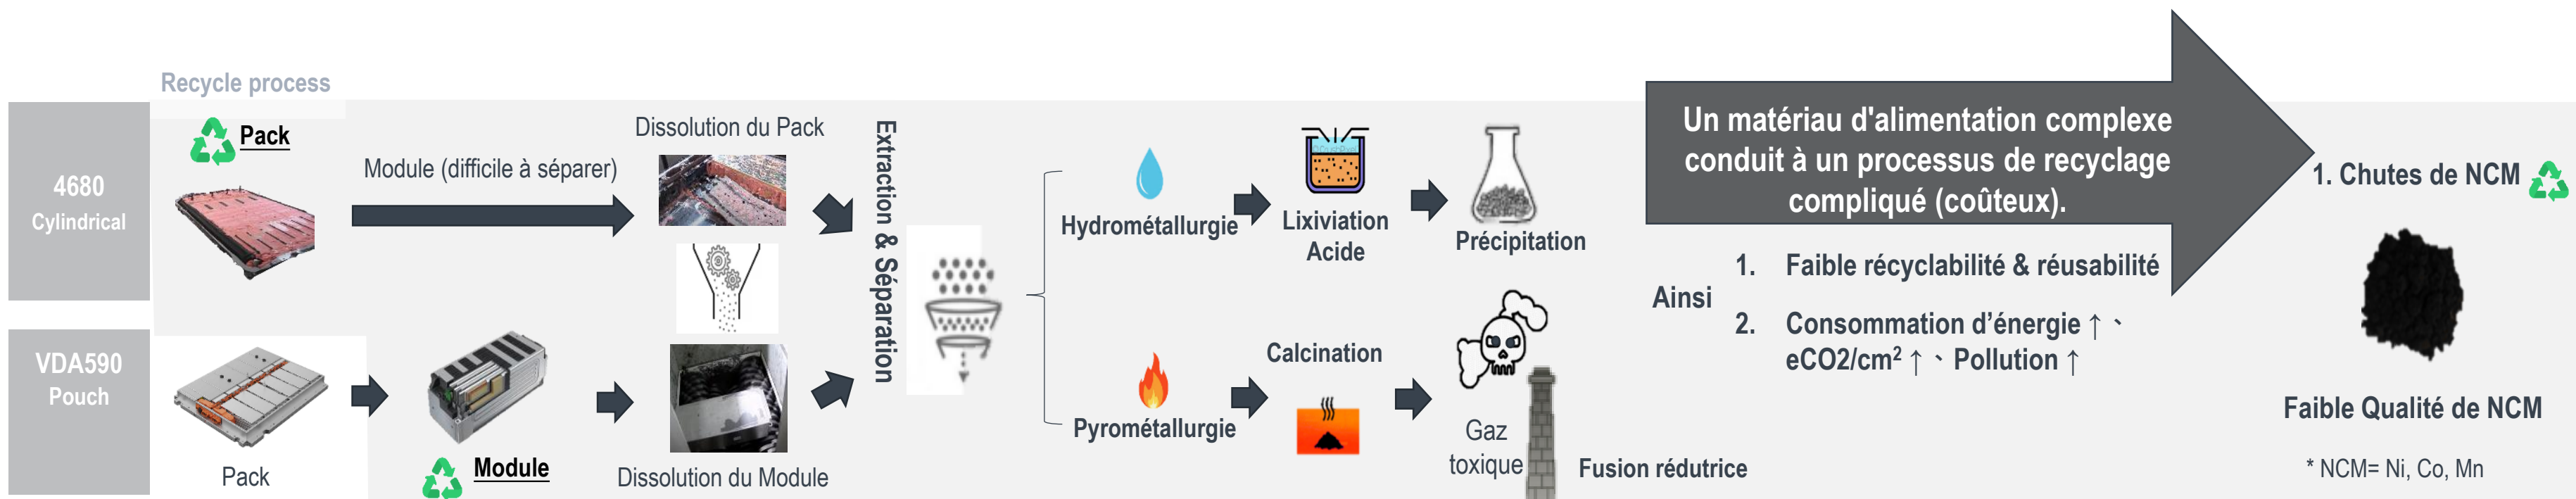 Recycle process
4680
Cylindrical
Pack
Module (difficile à séparer)
Dissolution du Pack
VDA590
Pouch
Pack
Module
Dissolution du Module
Extraction & Séparation
Hydrométallurgie
Lixiviation
Acide
Précipitation
Pyrométallurgie
Calcination
Gaz
toxique
Fusion rédutrice
Un matériau d'alimentation complexe
conduit à un processus de recyclage
compliqué (coûteux).
Ainsi
1. Faible récyclabilité & réusabilité
2. Consommation d’énergie ↑ 、
eCO2/cm² ↑ 、 Pollution ↑
1. Chutes de NCM
Faible Qualité de NCM
* NCM= Ni, Co, Mn